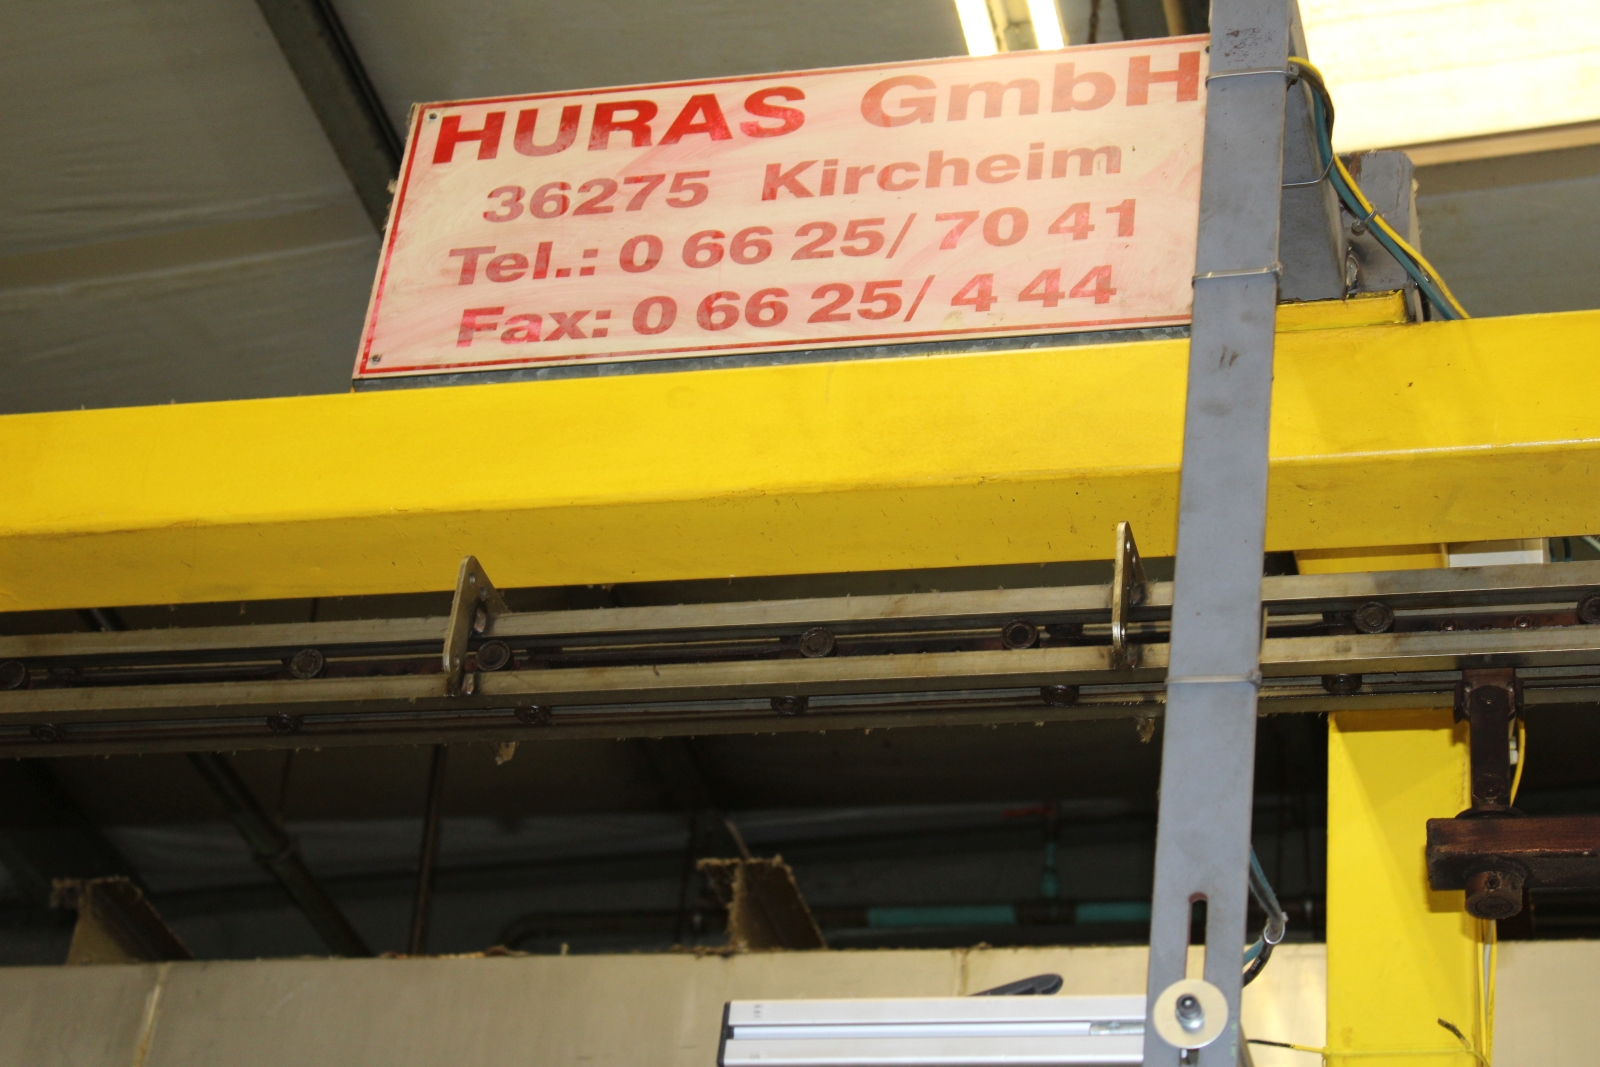 HURAS GmbH
36275 Kircheim
Tel.: 0 66 25/ 70 41
Fax: 0 66 25/ 4 44